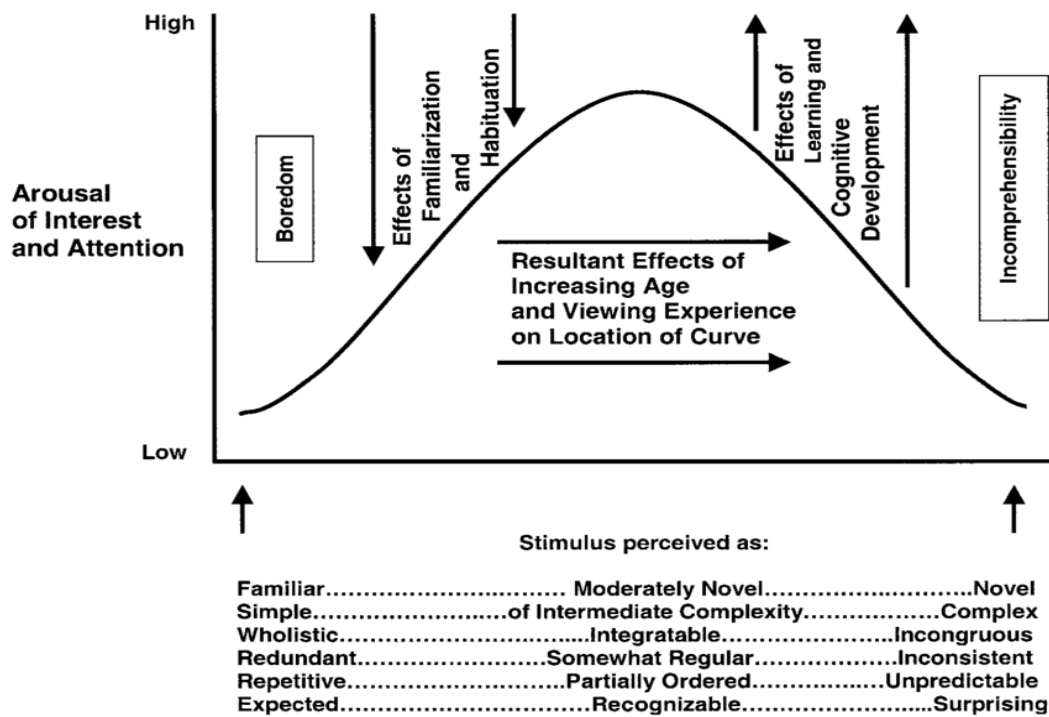 High
Arousal
of Interest
and Attention
Low
Boredom
Effects of
Familiarization
and
Habituation
Effects of
Learning and
Cognitive
Development
Incomprehensibility
Resultant Effects of
Increasing Age
and Viewing Experience
on Location of Curve
Stimulus perceived as:
Familiar........................................ Moderately Novel...................................Novel
Simple................................of Intermediate Complexity......................Complex
Wholistic.....................................Integratable..........................Incongruous
Redundant..............................Somewhat Regular......................Inconsistent
Repetitive................................Partially Ordered......................Unpredictable
Expected....................................Recognizable.................................Surprising